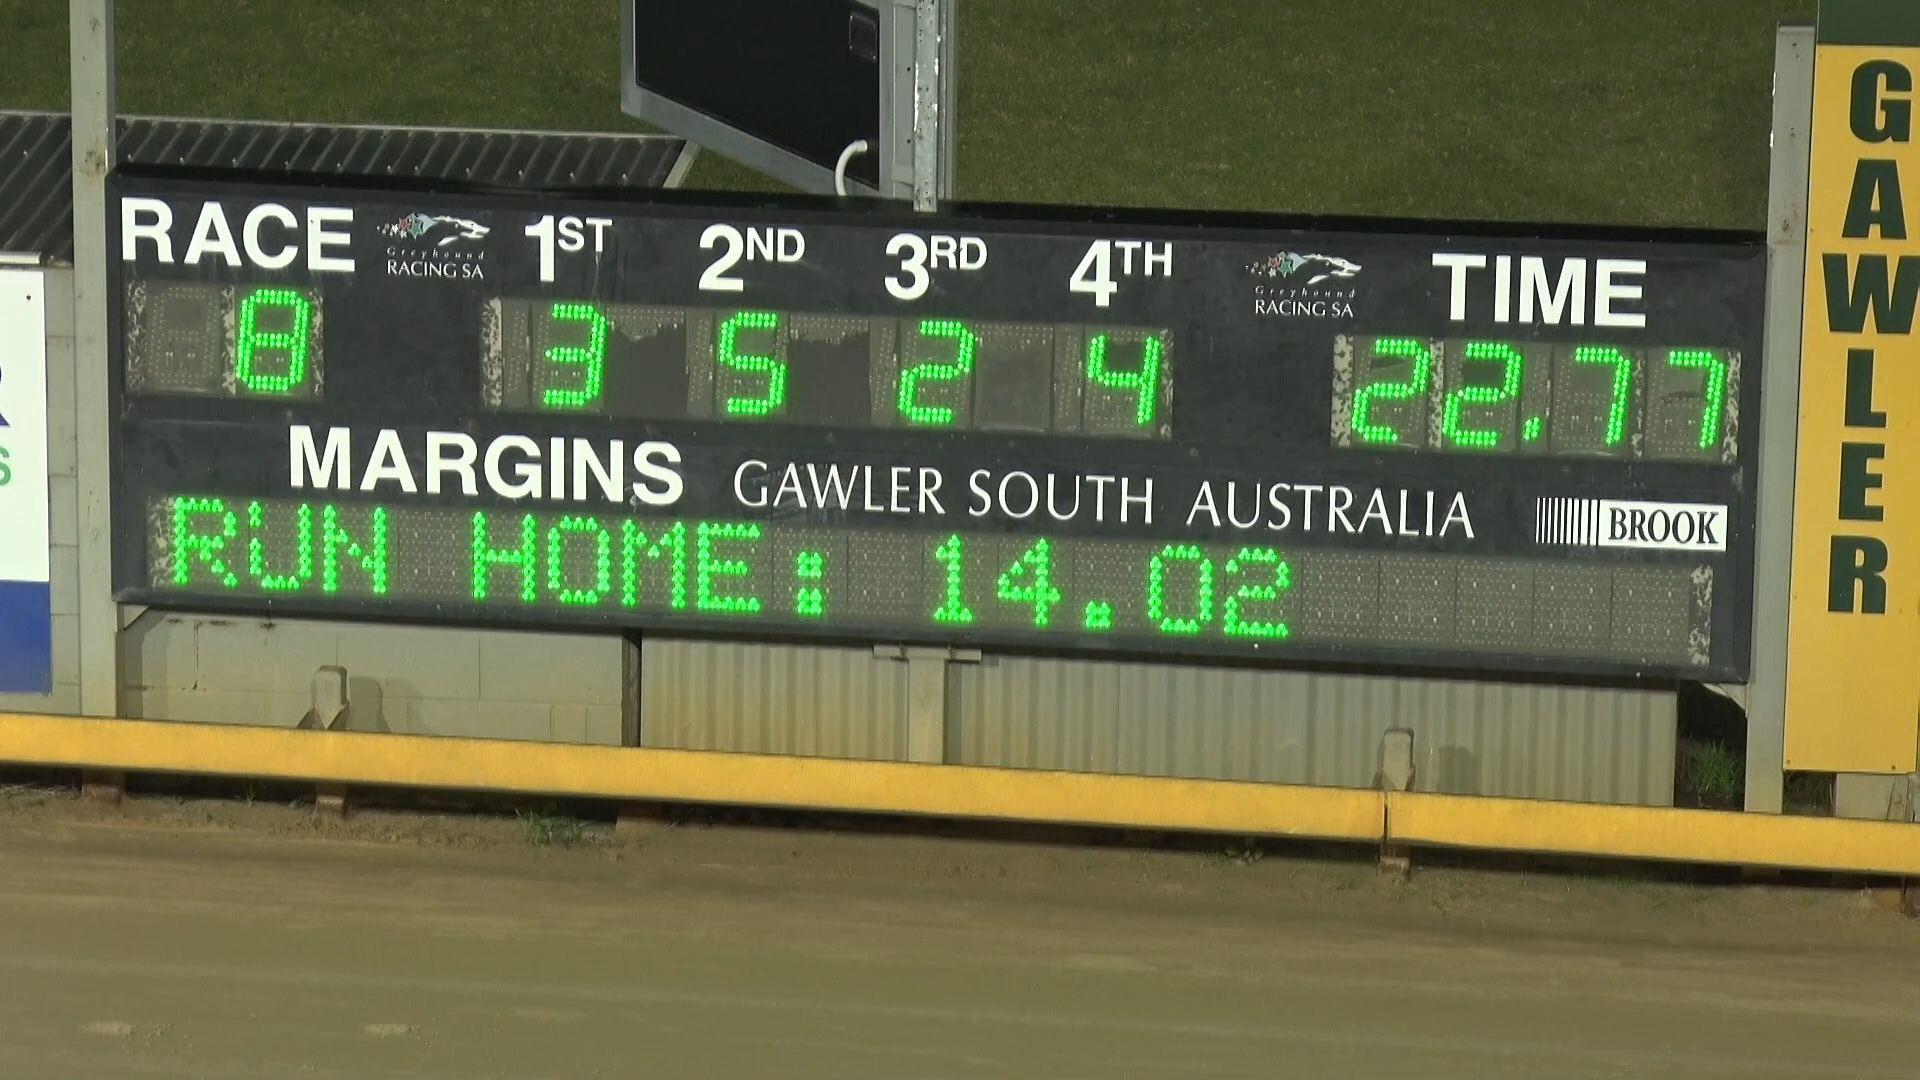 RACE 1ST 2ND 3RD 4TH TIME
Greyhound RACING SA
Greyhound RACING SA
8 3 5 2 4 22.77
MARGINS GAWLER SOUTH AUSTRALIA BROOK
RUN HOME: 14.02
GAWLER
S